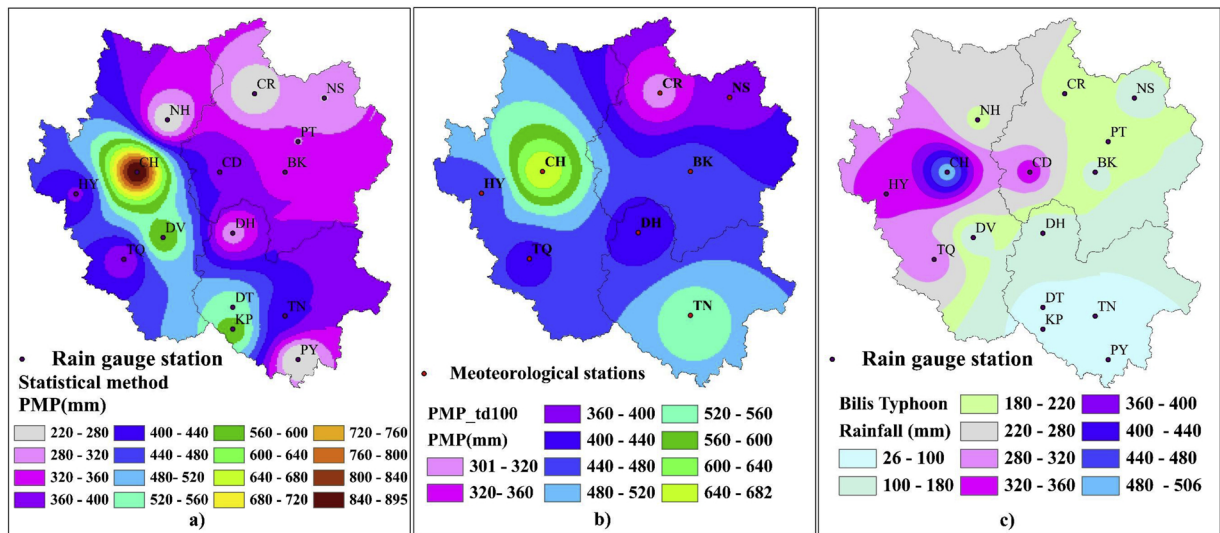 CR
NS
NH
PT
CH
CD
BK
HY
DV
DH
TQ
DT
TN
KP
PY
Rain gauge station
Statistical method
PMP(mm)
220 - 280
400 - 440
560 - 600
720 - 760
280 - 320
440 - 480
600 - 640
760 - 800
320 - 360
480-520
640 - 680
800 - 840
360 - 400
520 - 560
680 - 720
840 - 895
a)
CR
NS
CH
BK
HY
DH
TQ
TN
Meoteorological stations
PMP_td100
PMP(mm)
360 - 400
520 - 560
400 - 440
560 - 600
301 - 320
440 - 480
600 - 640
320- 360
480 - 520
640 - 682
b)
CR
NS
NH
PT
CH
CD
BK
HY
DV
DH
TQ
DT
TN
KP
PY
Rain gauge station
Bilis Typhoon
Rainfall (mm)
180 - 220
360 - 400
220 - 280
400 - 440
26 - 100
280 - 320
440 - 480
100 - 180
320 - 360
480 - 506
c)